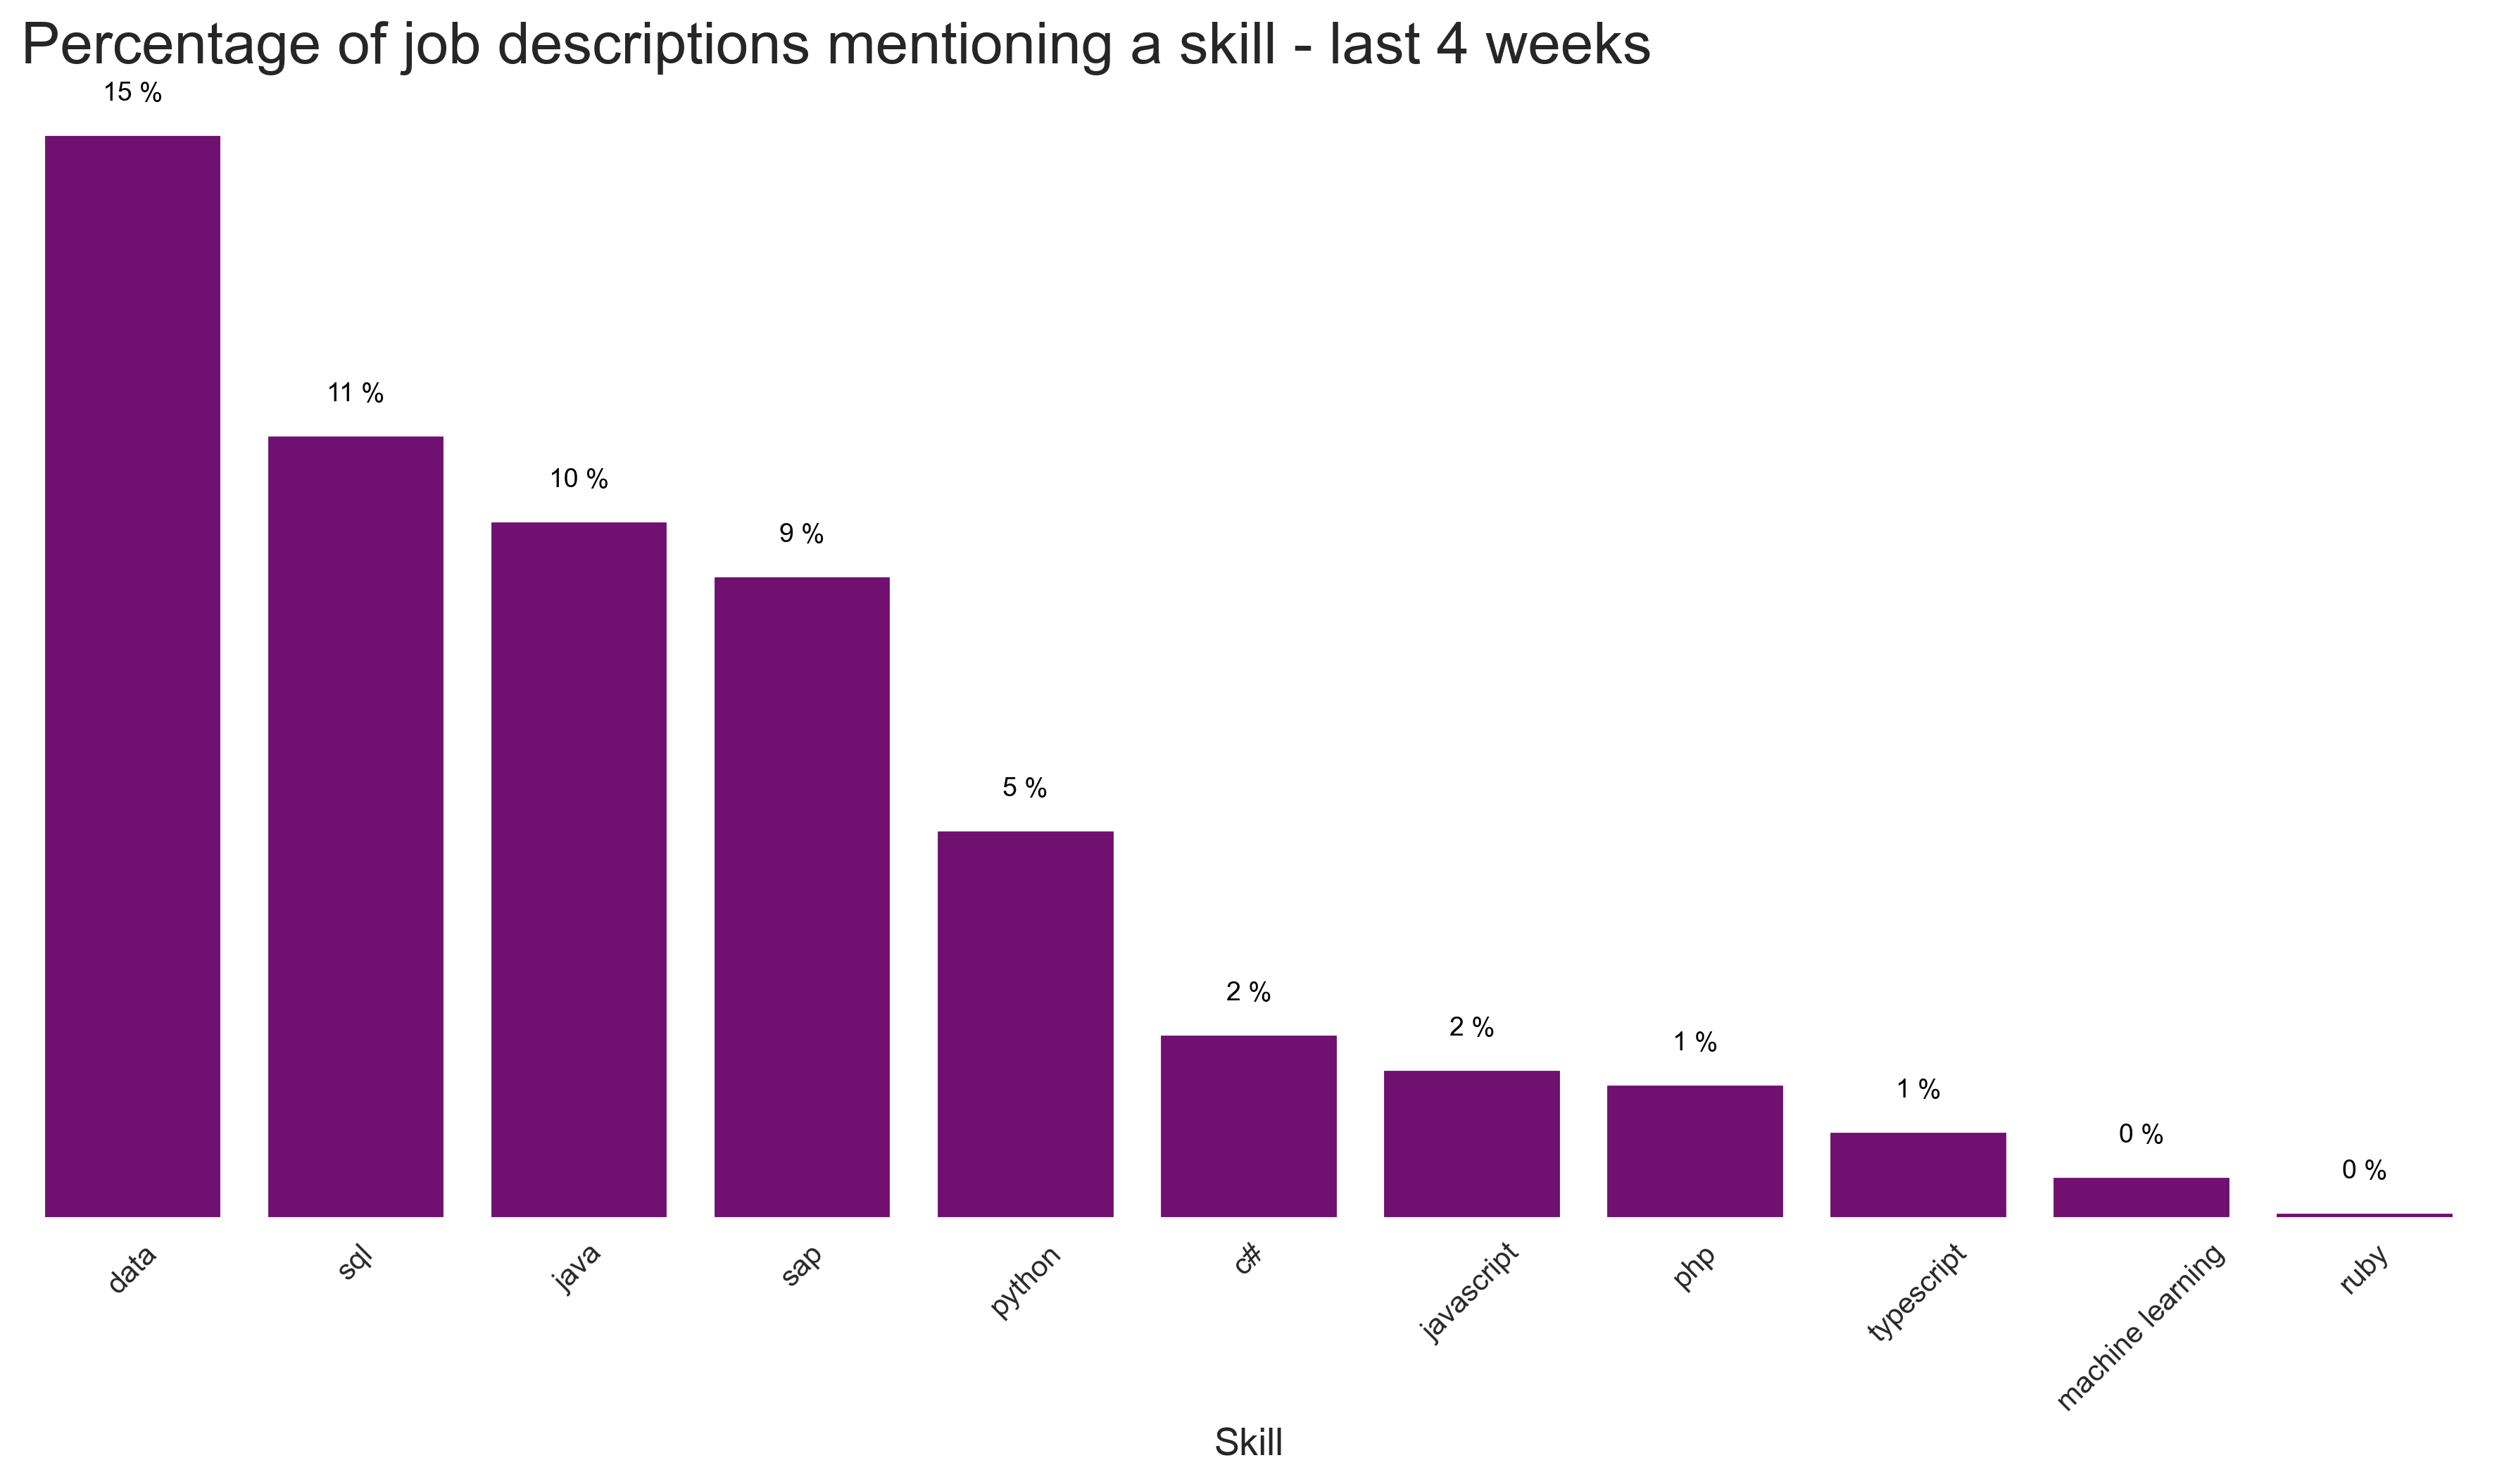 Percentage of job descriptions mentioning a skill - last 4 weeks
15 %
11 %
10 %
9 %
5 %
2 %
2 %
1 %
1 %
0 %
0 %
data
sql
java
sap
python
c#
javascript
php
typescript
machine learning
ruby
Skill